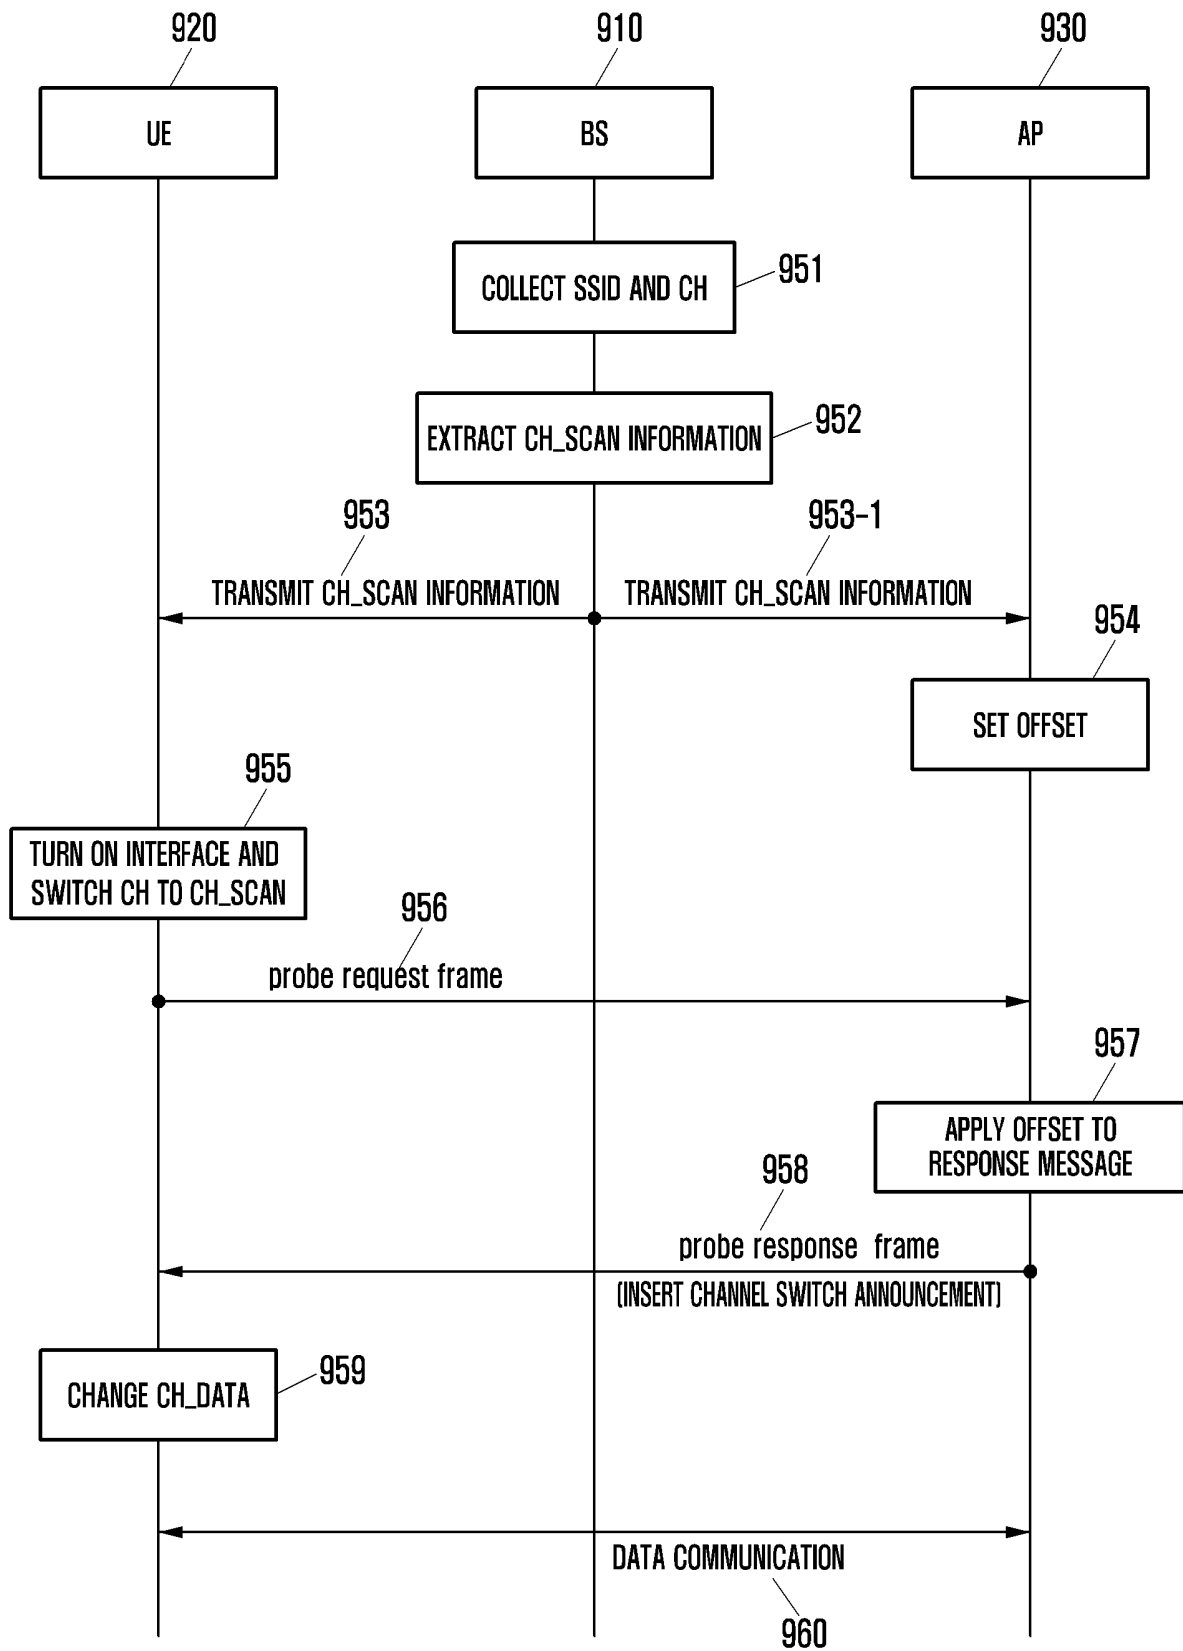 920
910
930
UE
BS
AP
COLLECT SSID AND CH
951
EXTRACT CH_SCAN INFORMATION
952
953
953-1
TRANSMIT CH_SCAN INFORMATION
TRANSMIT CH_SCAN INFORMATION
954
SET OFFSET
955
TURN ON INTERFACE AND
SWITCH CH TO CH_SCAN
956
probe request frame
957
APPLY OFFSET TO
RESPONSE MESSAGE
958
probe response frame
(INSERT CHANNEL SWITCH ANNOUNCEMENT)
CHANGE CH_DATA
959
DATA COMMUNICATION
960